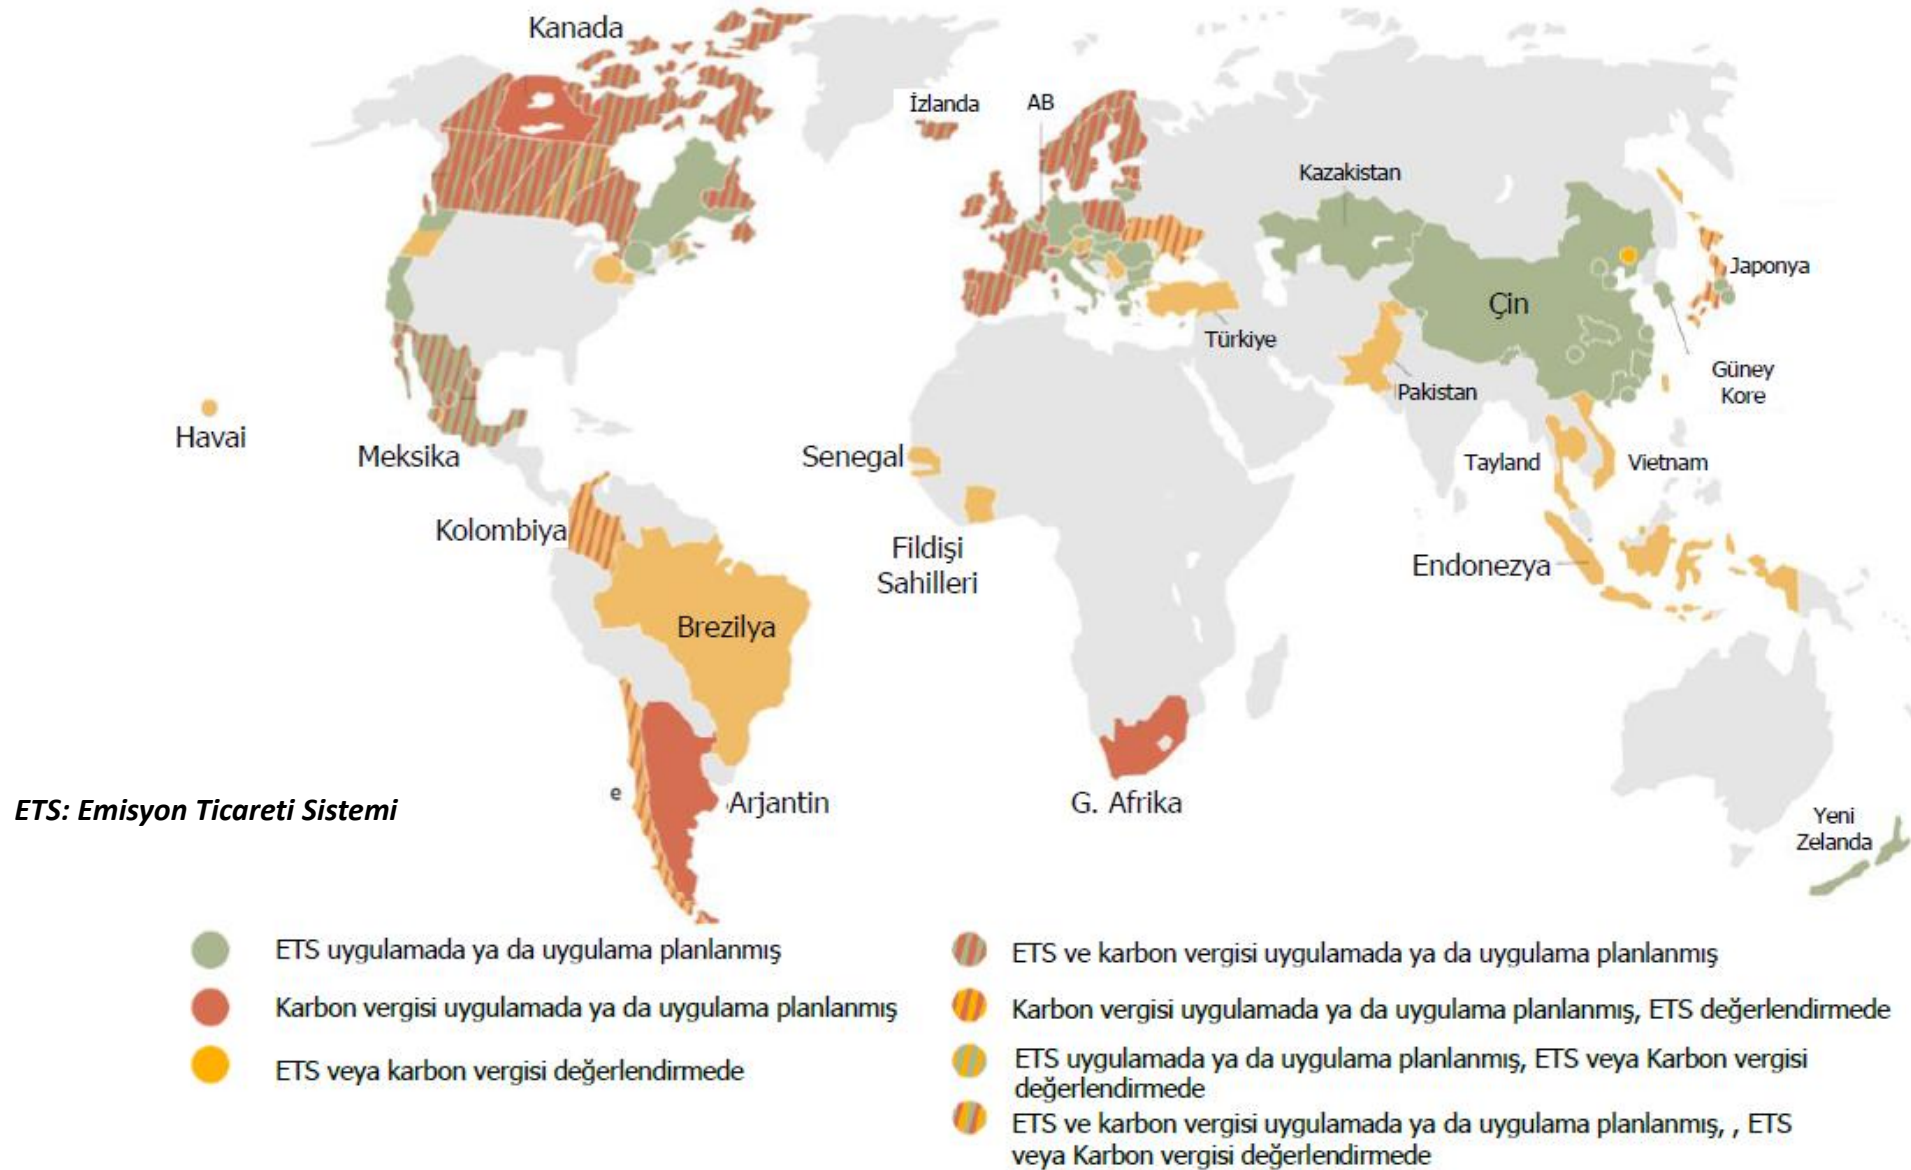 Kanada
İzlanda
AB
Kazakistan
Japonya
Çin
Türkiye
Pakistan
Güney
Kore
Havai
Meksika
Senegal
Tayland
Vietnam
Kolombiya
Fildişi
Sahilleri
Endonezya
Brezilya
e
Arjantin
G. Afrika
ETS: Emisyon Ticareti Sistemi
Yeni
Zelanda
ETS uygulamada ya da uygulama planlanmış
Karbon vergisi uygulamada ya da uygulama planlanmış
ETS veya karbon vergisi değerlendirmede
ETS ve karbon vergisi uygulamada ya da uygulama planlanmış
Karbon vergisi uygulamada ya da uygulama planlanmış, ETS değerlendirmede
ETS uygulamada ya da uygulama planlanmış, ETS veya Karbon vergisi
değerlendirmede
ETS ve karbon vergisi uygulamada ya da uygulama planlanmış, , ETS
veya Karbon vergisi değerlendirmede